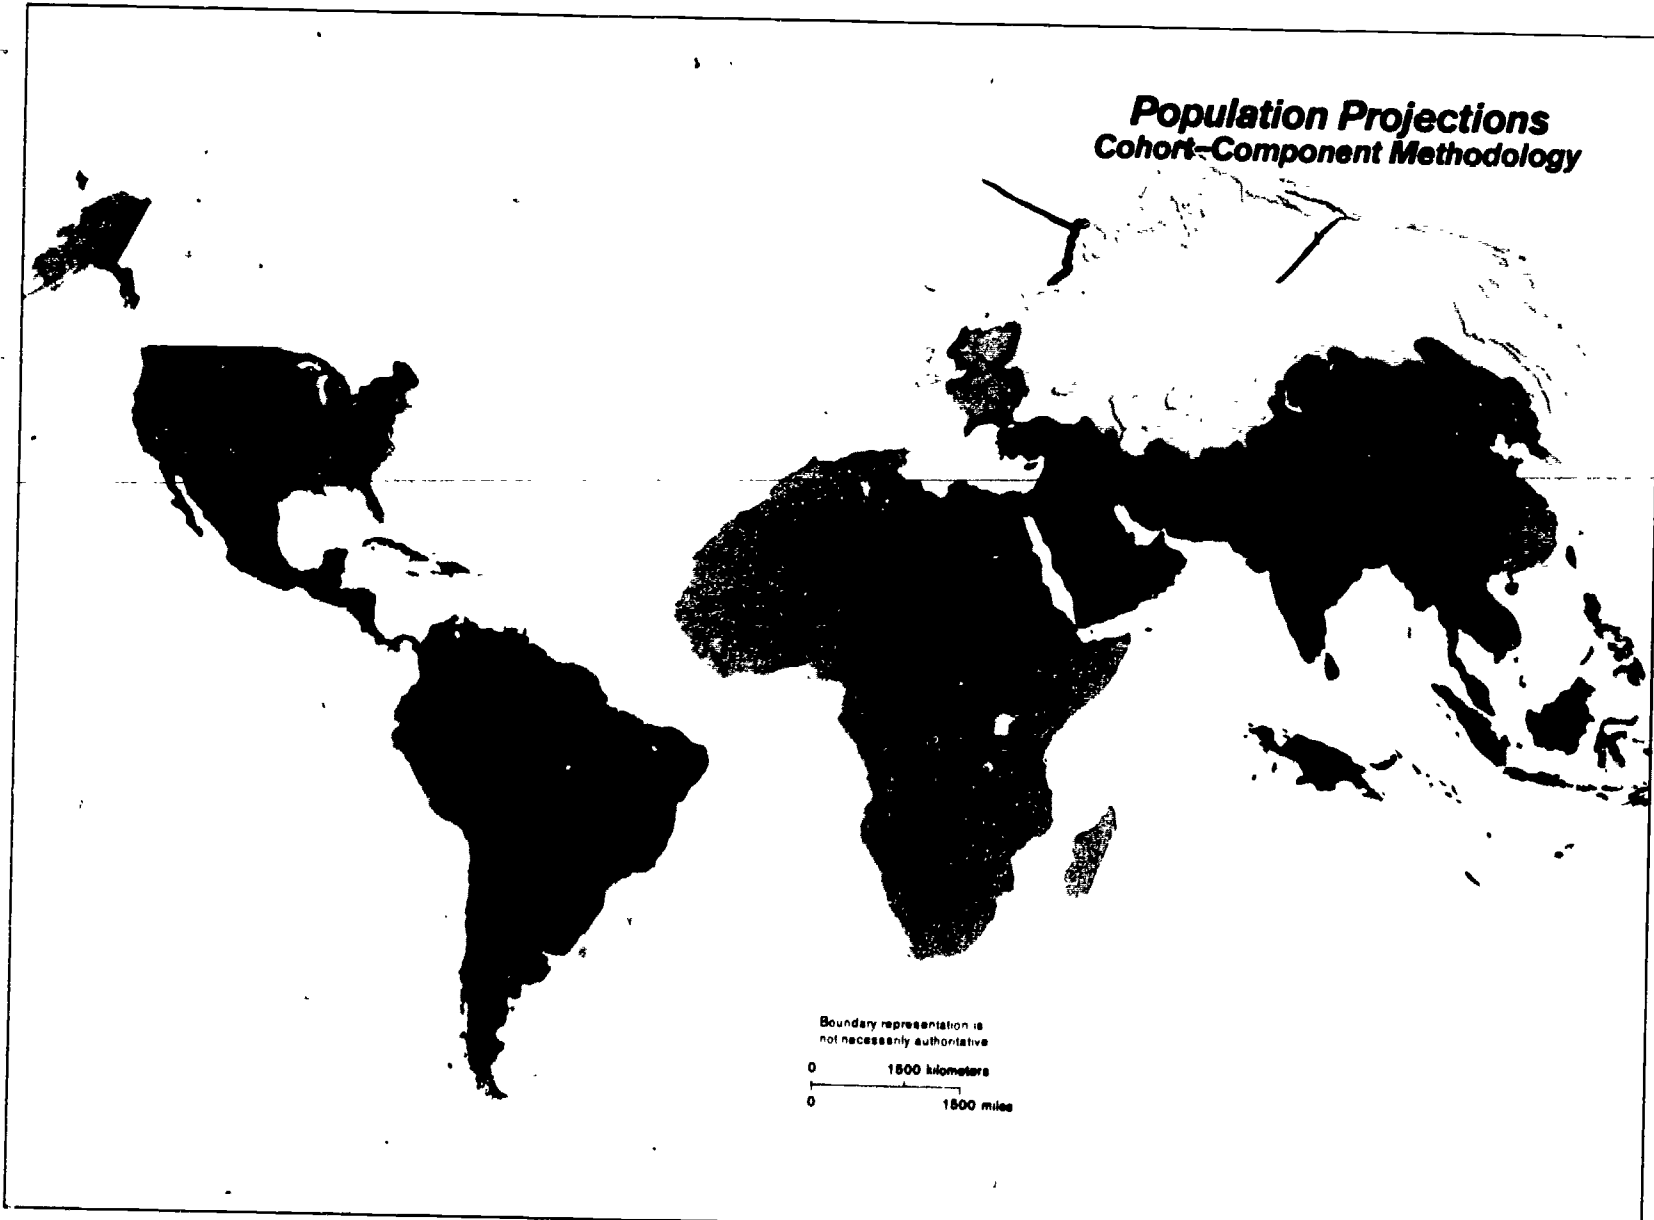 Population Projections
Cohort-Component Methodology
Boundary representation is
not necessarily authoritative
0 1500 kilometers
0 1500 miles